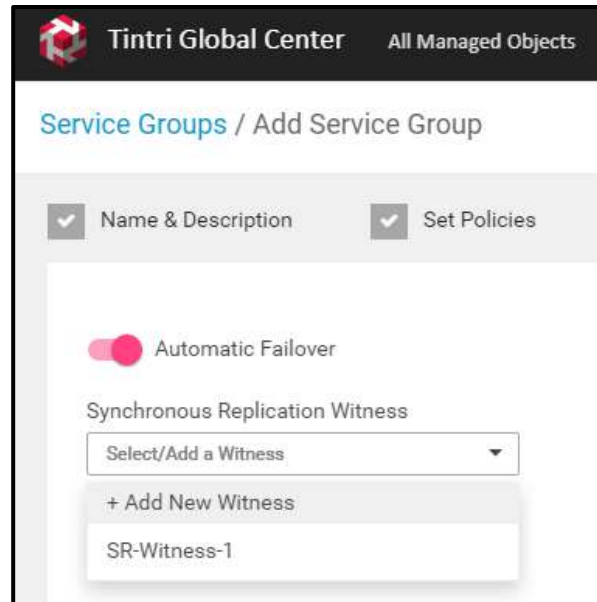 Tintri Global Center All Managed Objects
Service Groups / Add Service Group
Name & Description Set Policies
Automatic Failover
Synchronous Replication Witness
Select/Add a Witness
+ Add New Witness
SR-Witness-1